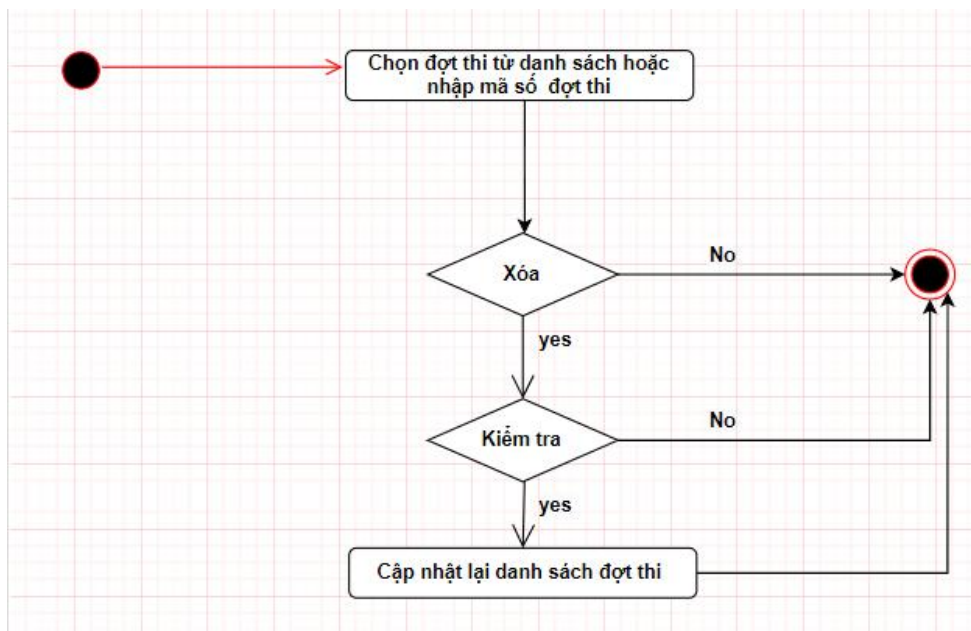 Chọn đợt thi từ danh sách hoặc
nhập mã số đợt thi
Xóa
No
yes
Kiểm tra
No
yes
Cập nhật lại danh sách đợt thi